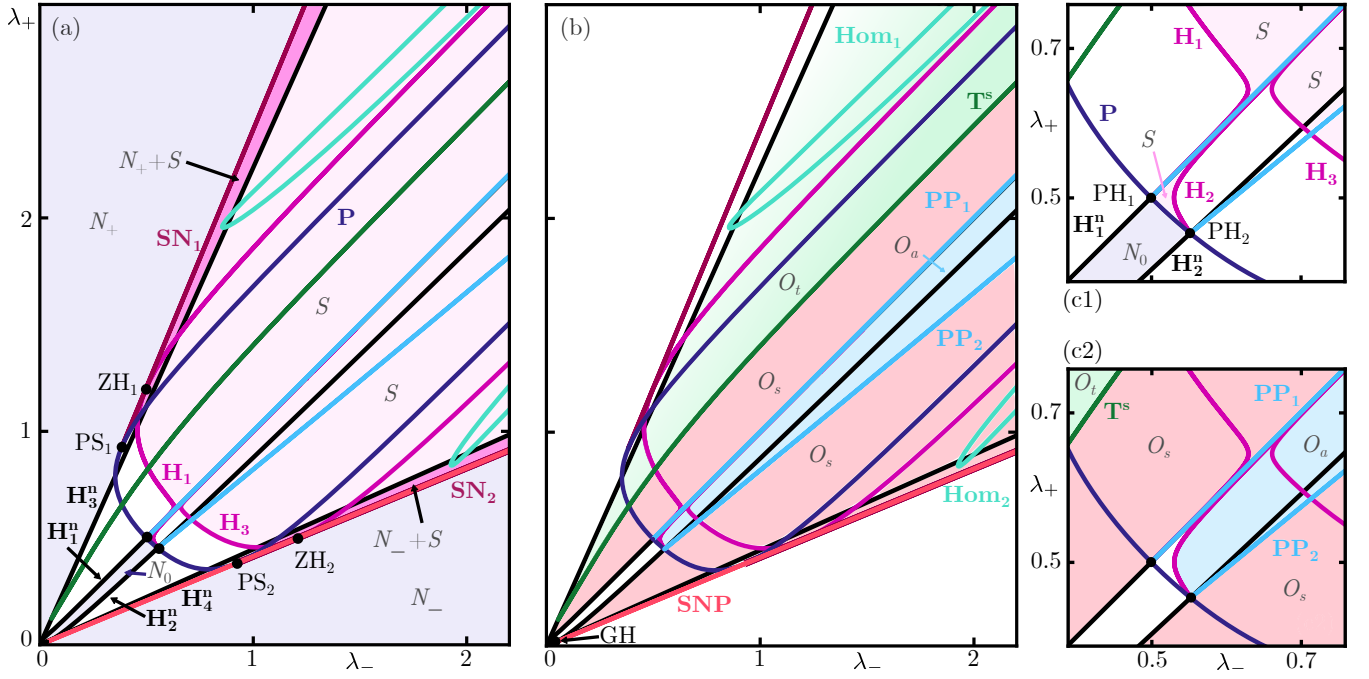 λ₊
(a)
N₊+S
N₊
2
SN₁
P
S
ZH₁
S
1
PS₁
H₁
H₃ⁿ
SN₂
H₁ⁿ
H₃
N₋+S
N₀
ZH₂
PS₂
H₄ⁿ
N₋
H₂ⁿ
0
0
1
λ₋
2
(b)
Hom₁
Tˢ
PP₁
Oₐ
Oₜ
PP₂
Oₛ
Oₛ
Hom₂
SNP
GH
0
1
λ₋
2
H₁
S
0.7
S
P
λ₊
S
H₃
0.5
PH₁
H₂
H₁ⁿ
PH₂
N₀
H₂ⁿ
(c1)
(c2)
Oₜ
PP₁
0.7
Tˢ
Oₛ
Oₐ
λ₊
PP₂
0.5
Oₛ
0.5
λ₋
0.7